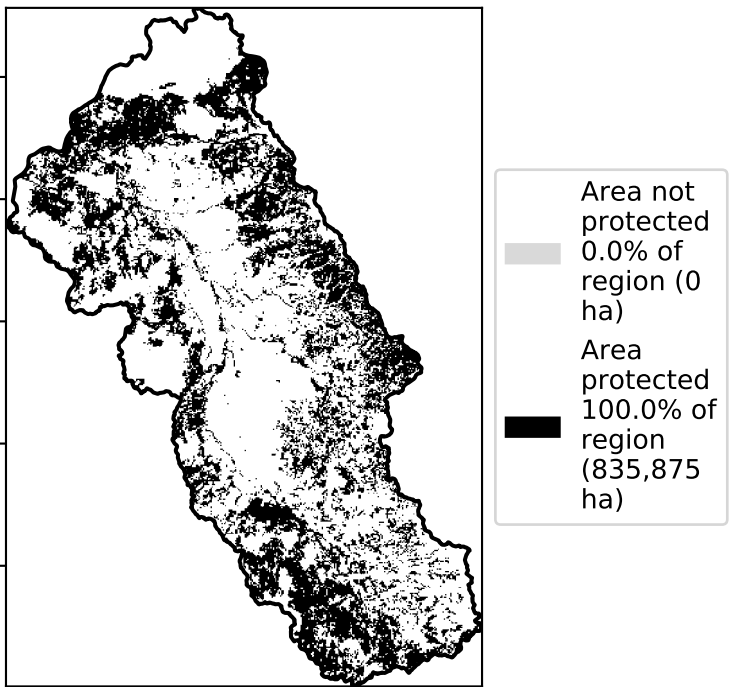 Area not
protected
0.0% of
region (0
ha)
Area
protected
100.0% of
region
(835,875
ha)